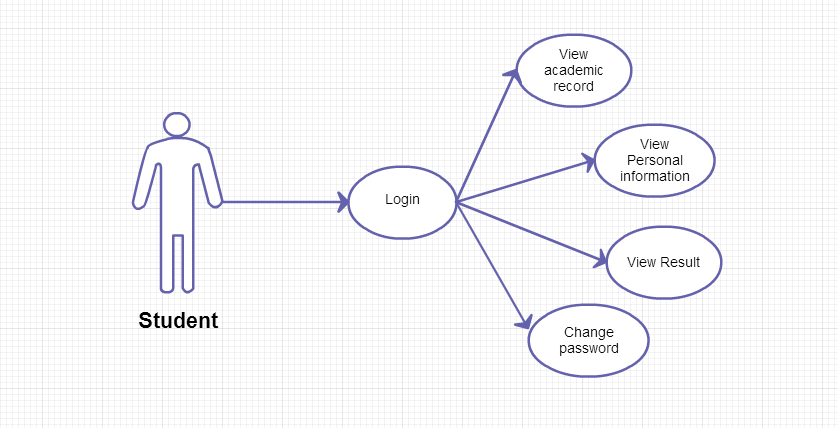 View
academic
record
View
Personal
information
Login
View Result
Student
Change
password